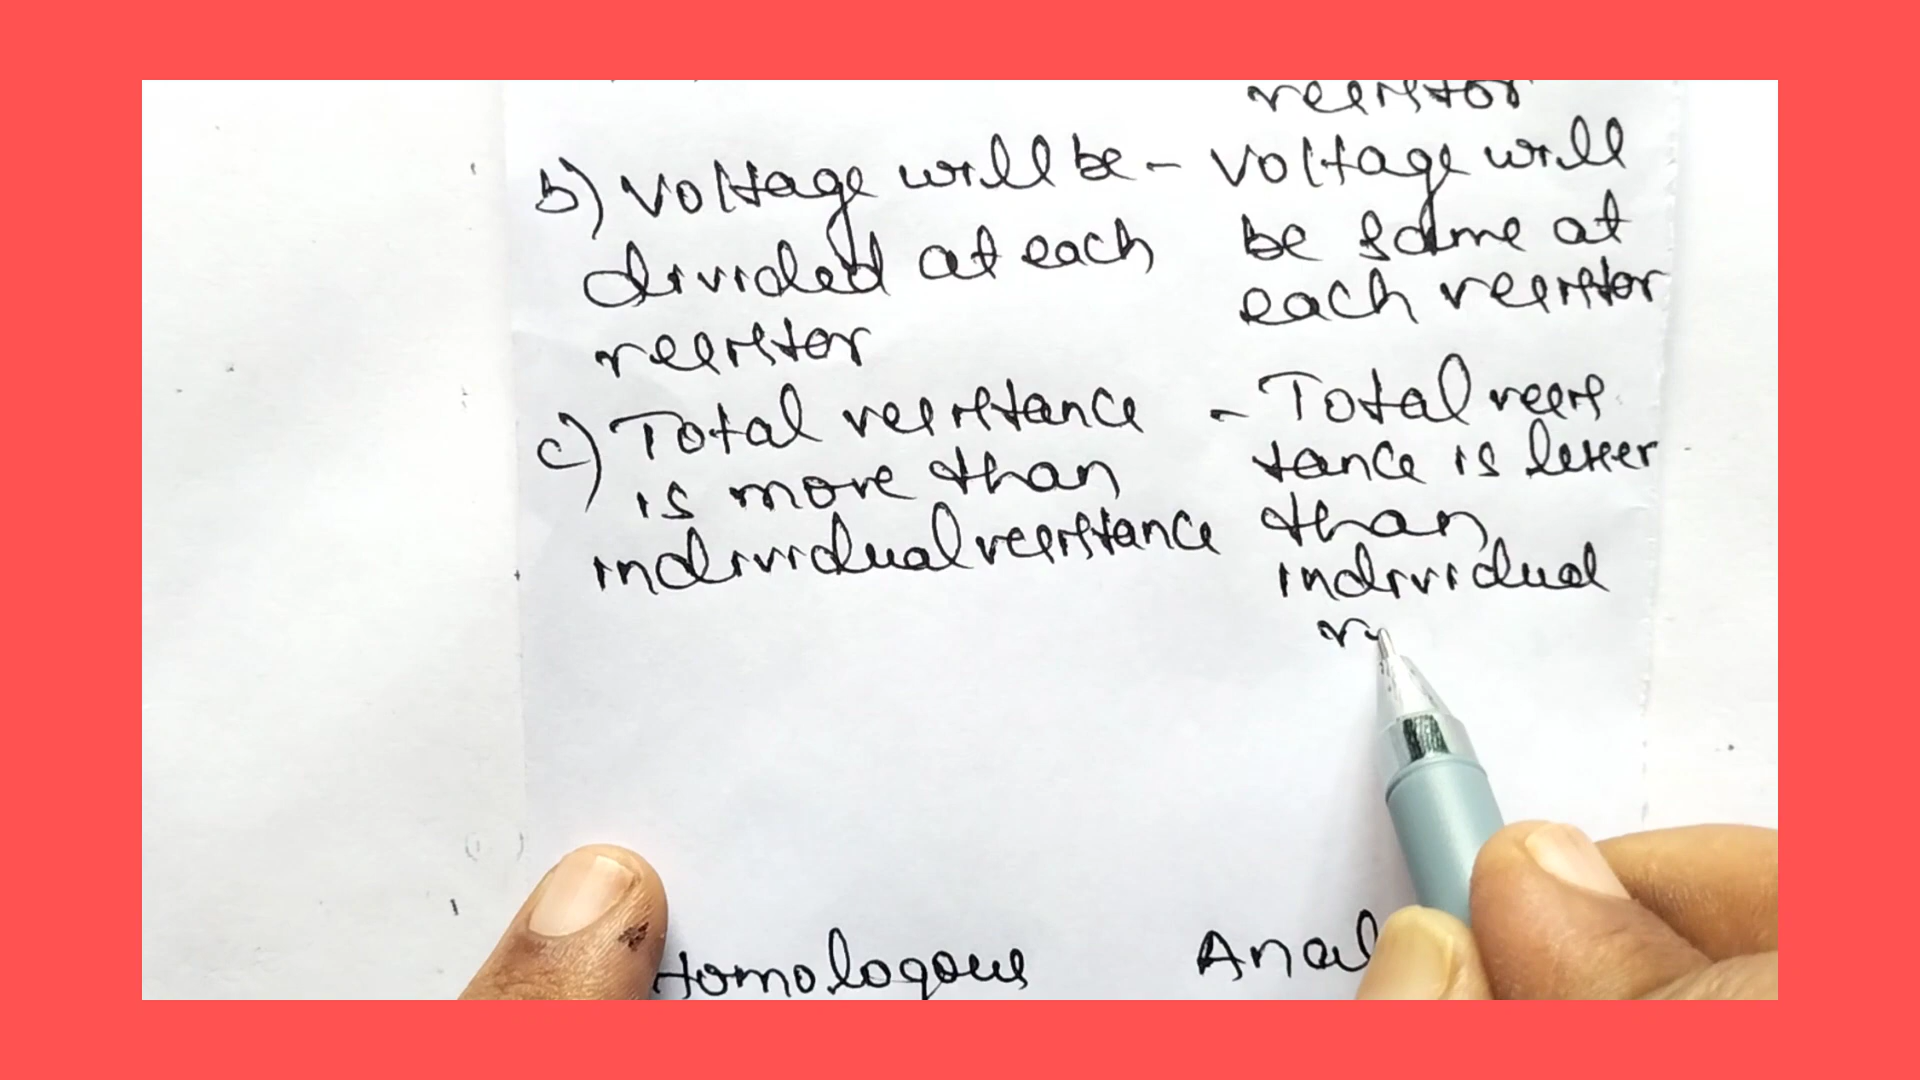 resistor
b) Voltage will be - Voltage will
divided at each be same at
resistor each resistor
c) Total resistance - Total resis
is more than tance is lesser
individual resistance than
individual
r
Homologous Anal